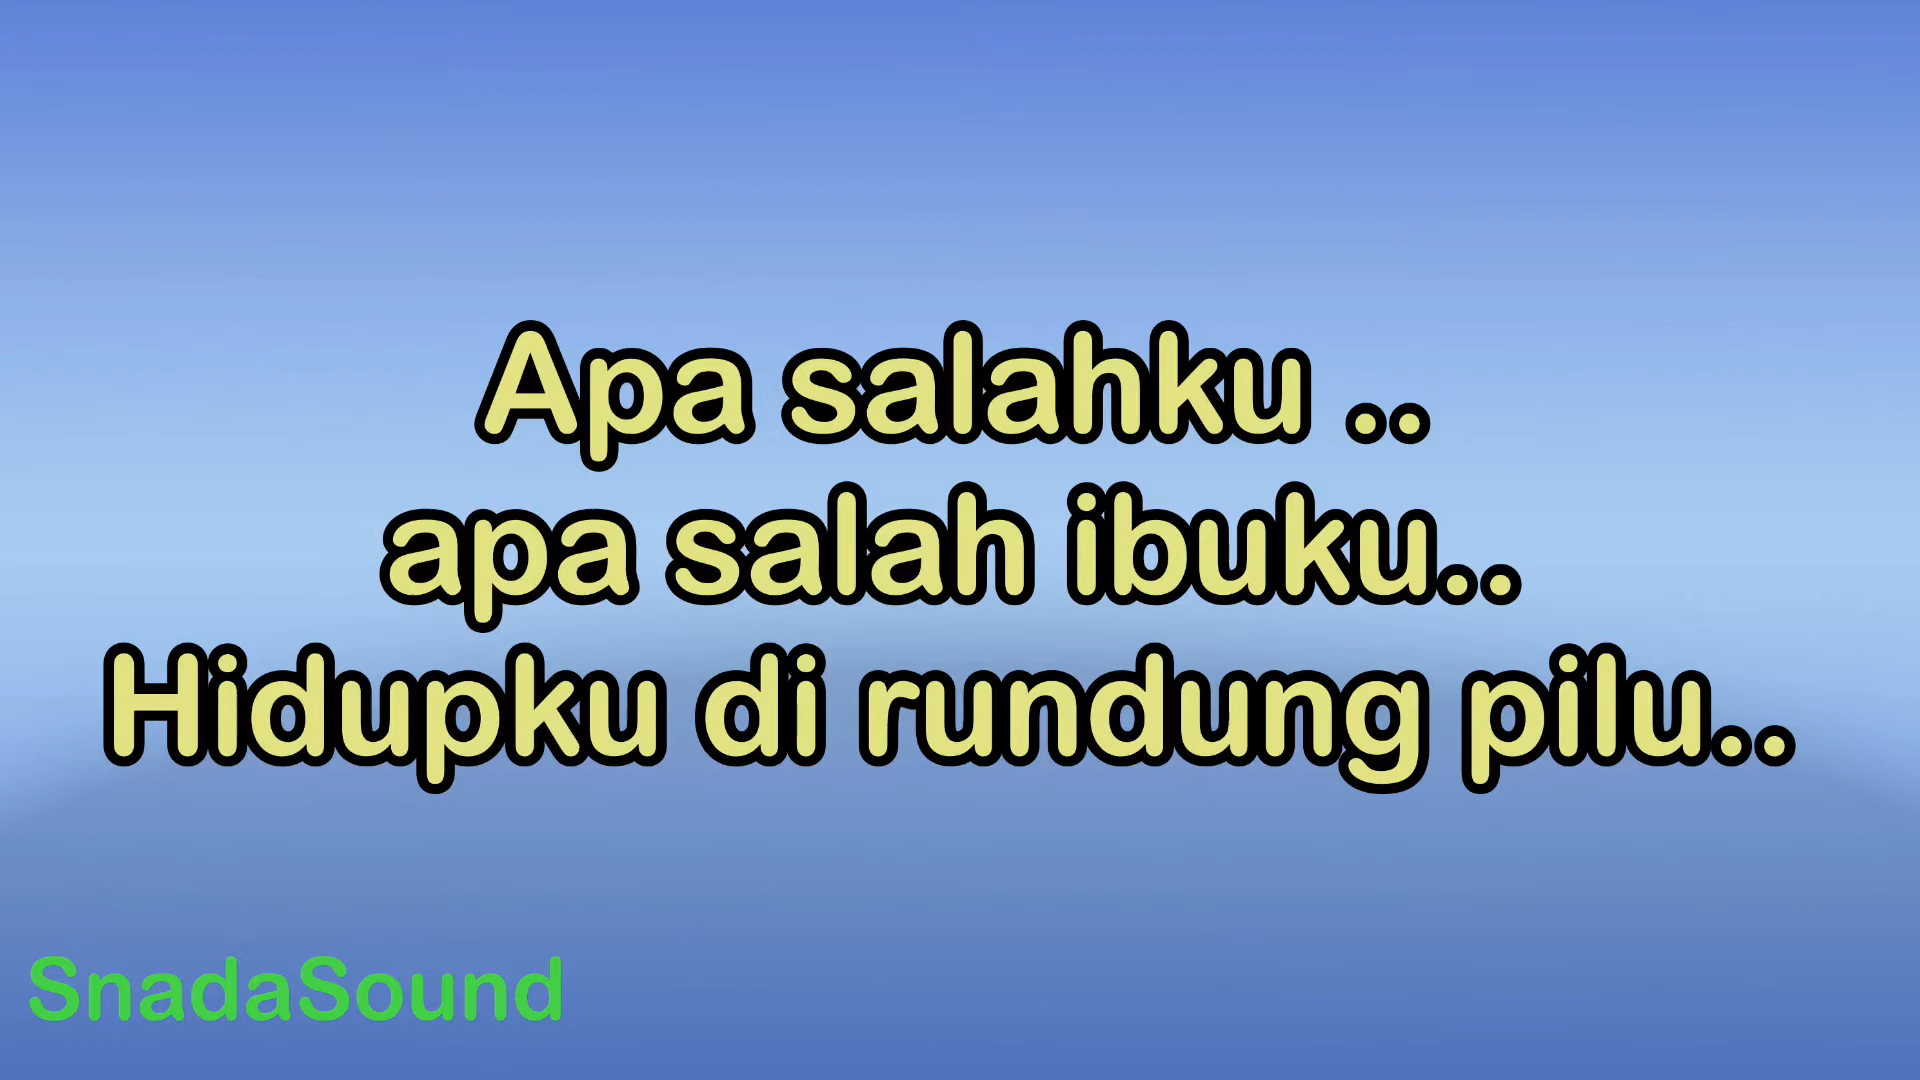 Apa salahku ..
apa salah ibuku..
Hidupku di rundung pilu..
SnadaSound